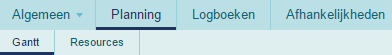 Algemeen Planning Logboeken Afhankelijkheden
Gantt Resources